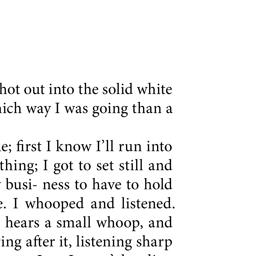 hot out into the solid white
which way I was going than a
e; first I know I'll run into
thing; I got to set still and
busi- ness to have to hold
e. I whooped and listened.
hears a small whoop, and
ing after it, listening sharp